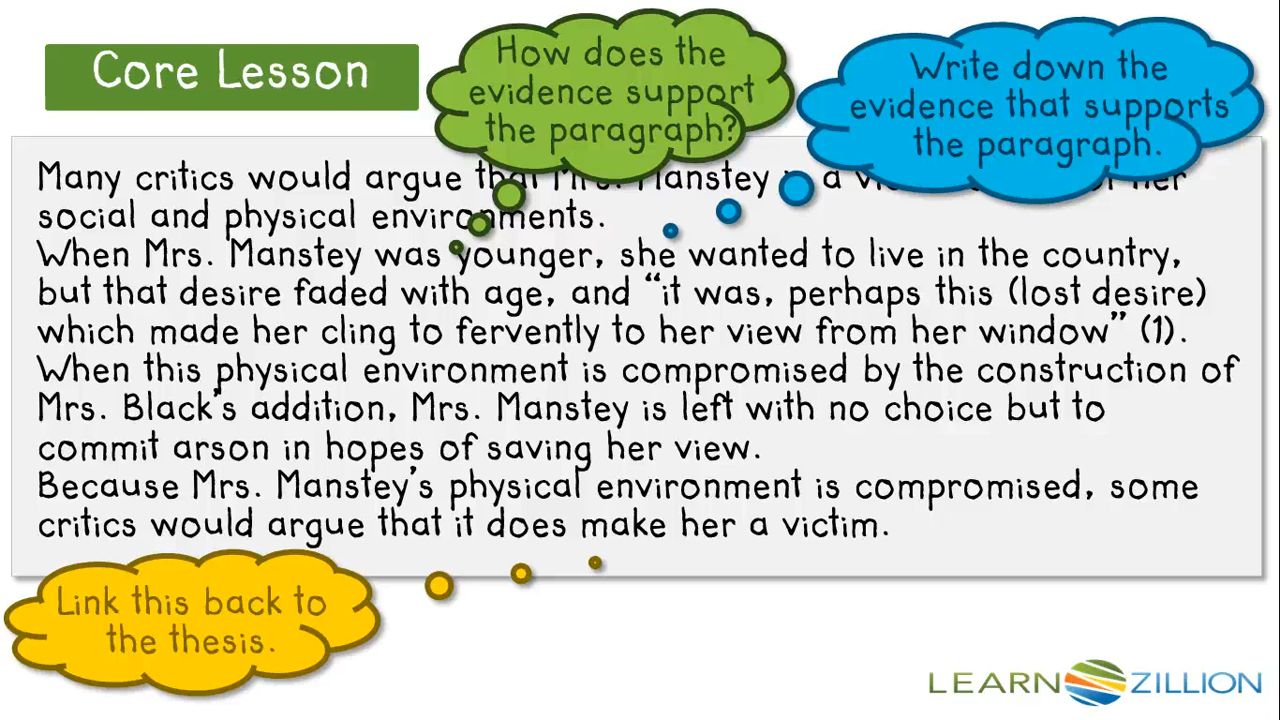 Core Lesson
How does the
evidence support
the paragraph?
Write down the
evidence that supports
the paragraph.
Many critics would argue that Mrs. Manstey a her
social and physical environments.
When Mrs. Manstey was younger, she wanted to live in the country,
but that desire faded with age, and “it was, perhaps this (lost desire)
which made her cling to fervently to her view from her window” (1).
When this physical environment is compromised by the construction of
Mrs. Black’s addition, Mrs. Manstey is left with no choice but to
commit arson in hopes of saving her view.
Because Mrs. Manstey’s physical environment is compromised, some
critics would argue that it does make her a victim.
Link this back to
the thesis.
LEARN ZILLION